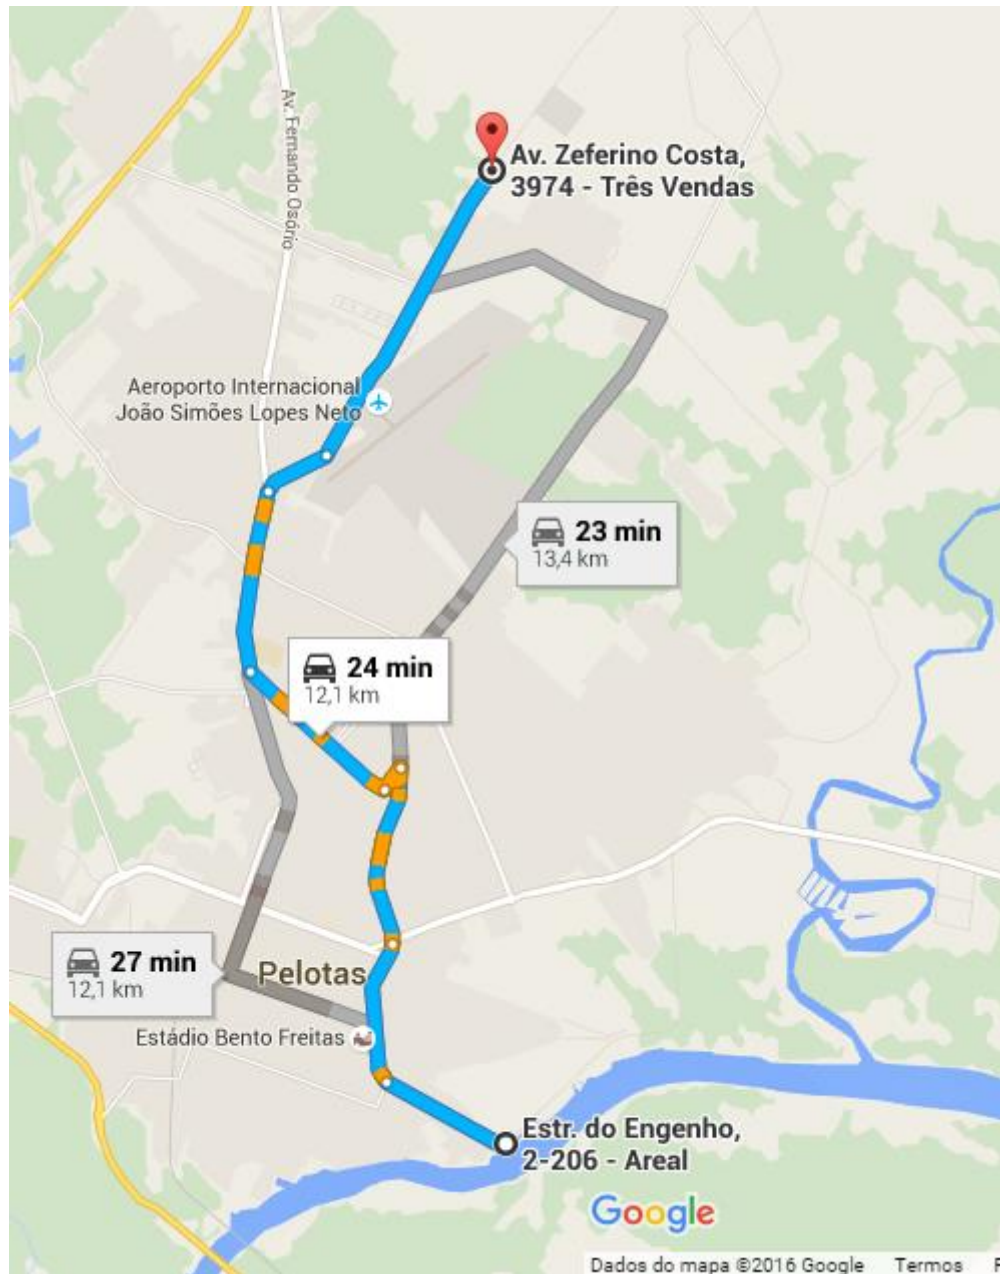 Av. Fernando Osório
Av. Zeferino Costa,
3974 - Três Vendas
Aeroporto Internacional
João Simões Lopes Neto
23 min
13,4 km
24 min
12,1 km
27 min
12,1 km
Pelotas
Estádio Bento Freitas
Estr. do Engenho,
2-206 - Areal
Google
Dados do mapa ©2016 Google Termos